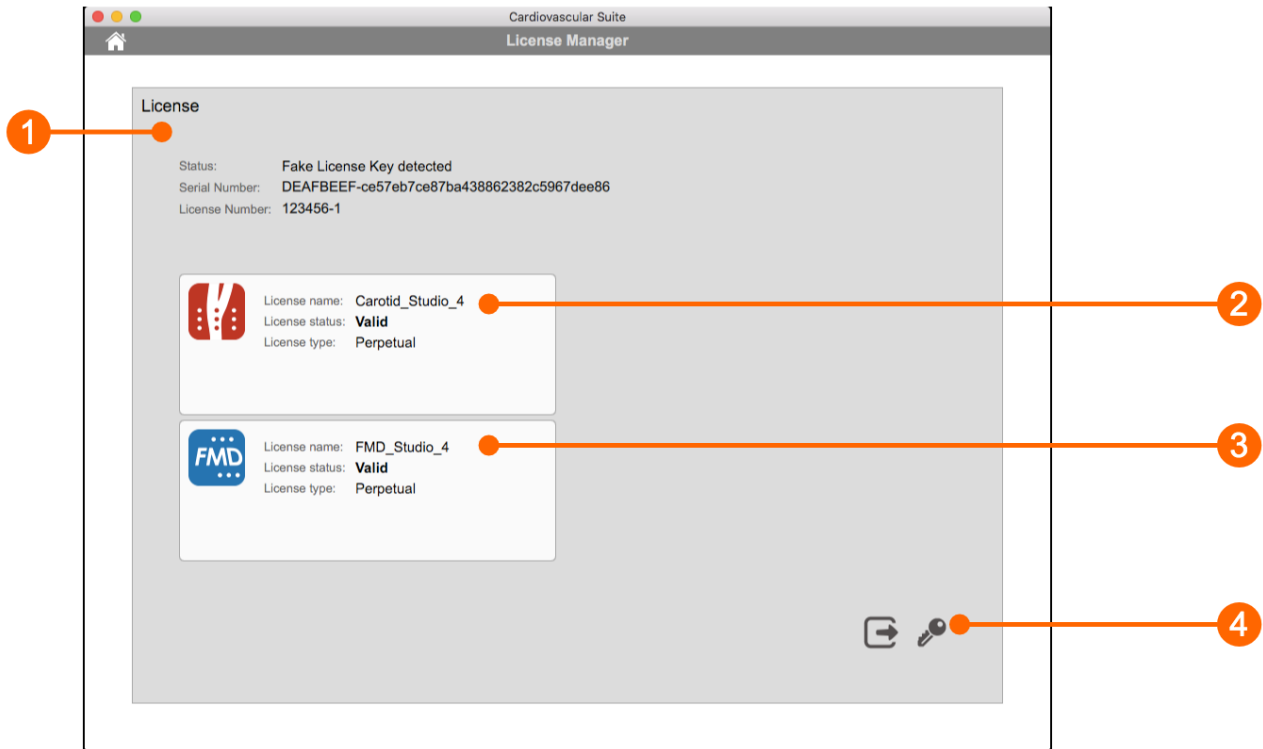 Cardiovascular Suite
License Manager
License
1
Status: Fake License Key detected
Serial Number: DEAFBEEF-ce57eb7ce87ba438862382c5967dee86
License Number: 123456-1
License name: Carotid_Studio_4
2
License status: Valid
License type: Perpetual
FMD
License name: FMD_Studio_4
3
License status: Valid
License type: Perpetual
4